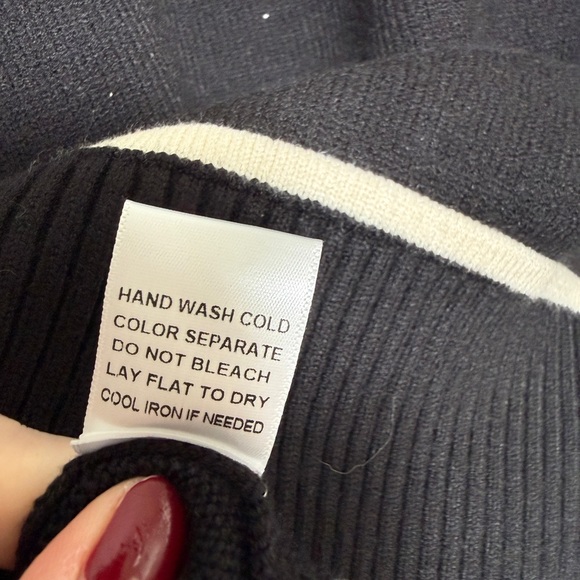 HAND WASH COLD
COLOR SEPARATE
DO NOT BLEACH
LAY FLAT TO DRY
COOL IRON IF NEEDED